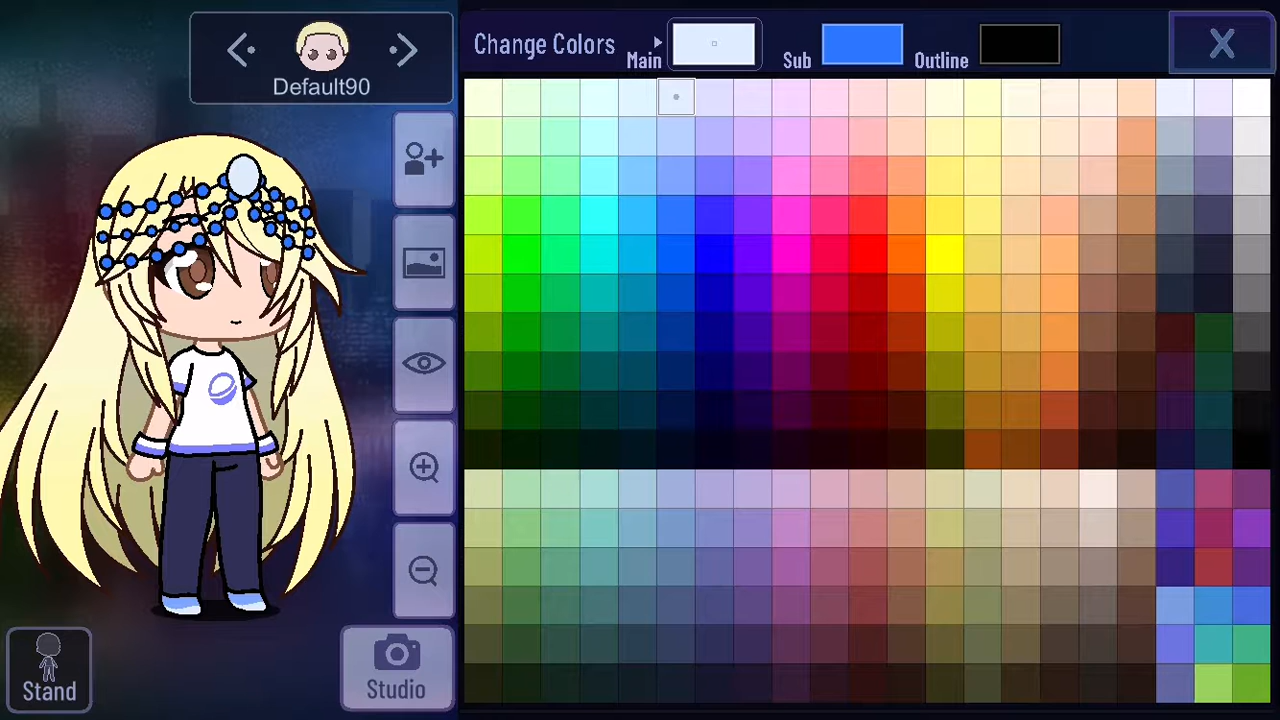 Default90
Change Colors
Main
Sub
Outline
X
Stand
Studio